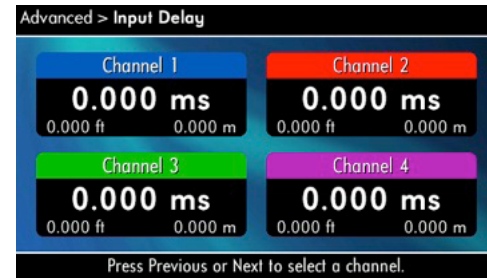 Advanced > Input Delay
Channel 1
0.000 ms
0.000 ft 0.000 m
Channel 2
0.000 ms
0.000 ft 0.000 m
Channel 3
0.000 ms
0.000 ft 0.000 m
Channel 4
0.000 ms
0.000 ft 0.000 m
Press Previous or Next to select a channel.